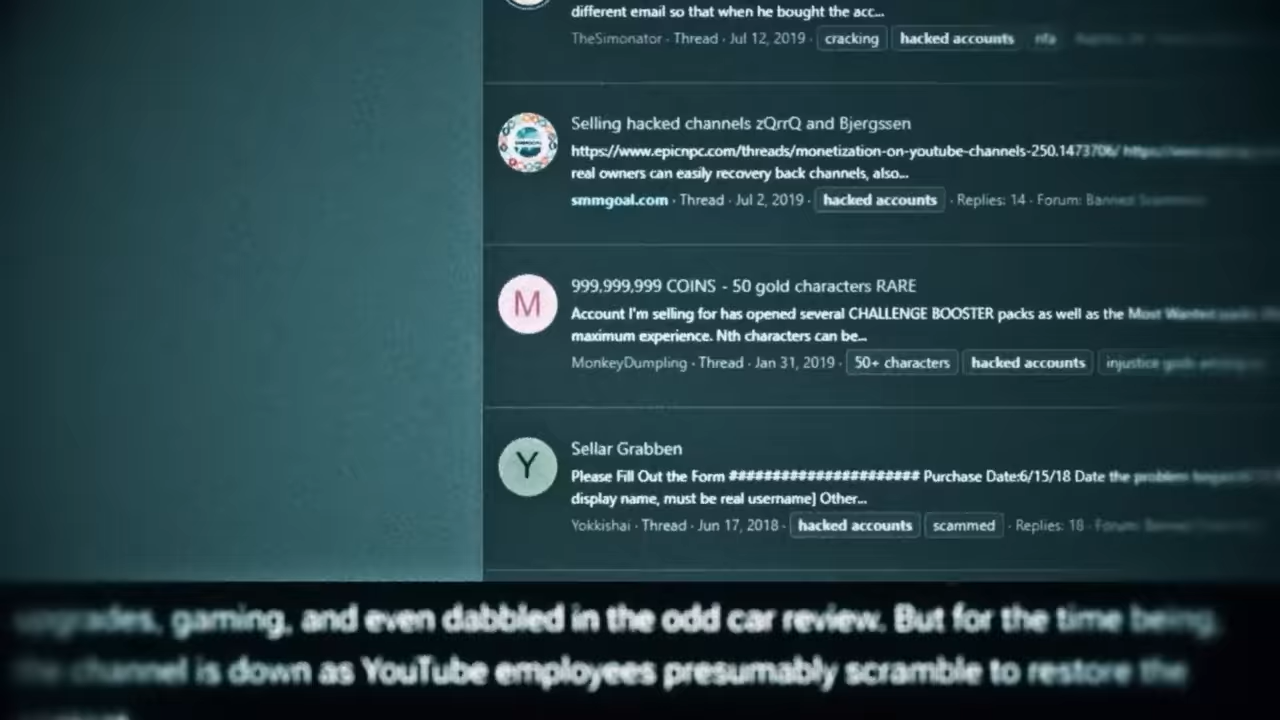 different email so that when he bought the acc...
TheSimonator · Thread · Jul 12, 2019 · cracking hacked accounts
Selling hacked channels zQrrQ and Bjergssen
https://www.epicnpc.com/threads/monetization-on-youtube-channels-250.1473706/
real owners can easily recovery back channels, also...
smmgoal.com · Thread · Jul 2, 2019 · hacked accounts · Replies: 14 · Forum: Banned
999,999,999 COINS - 50 gold characters RARE
M
Account I'm selling for has opened several CHALLENGE BOOSTER packs as well as the Most Wanted
maximum experience. Nth characters can be...
MonkeyDumpling · Thread · Jan 31, 2019 · 50+ characters hacked accounts injustice gods
Sellar Grabben
Y
Please Fill Out the Form ###################### Purchase Date:6/15/18 Date the problem
display name, must be real username] Other...
Yokkishai · Thread · Jun 17, 2018 · hacked accounts scammed · Replies: 18 · Forum:
upgrades, gaming, and even dabbled in the odd car review. But for the time being,
the channel is down as YouTube employees presumably scramble to restore the